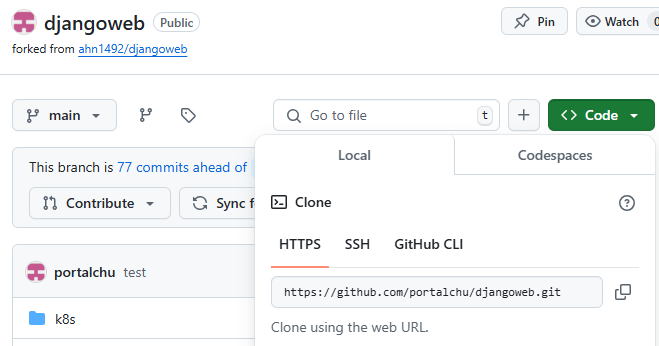 djangoweb Public
Pin
Watch
forked from ahn1492/djangoweb
main
Go to file
t
Code
This branch is 77 commits ahead of
Contribute
Sync f
portalchu test
k8s
Local
Codespaces
Clone
HTTPS
SSH
GitHub CLI
https://github.com/portalchu/djangoweb.git
Clone using the web URL.